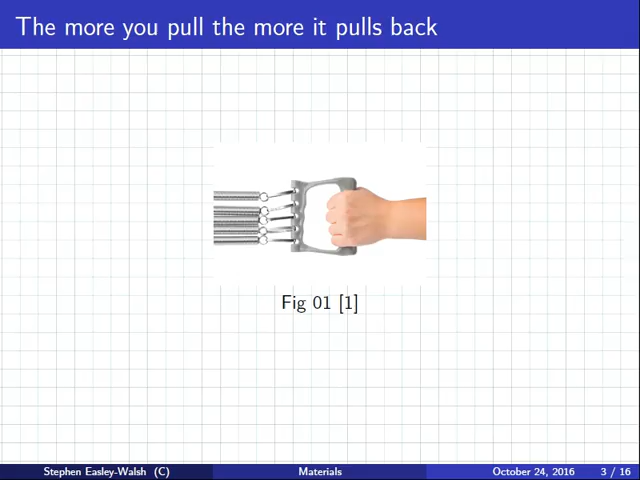 The more you pull the more it pulls back
Fig 01 [1]
Stephen Easley-Walsh (C) Materials October 24, 2016 3 / 16